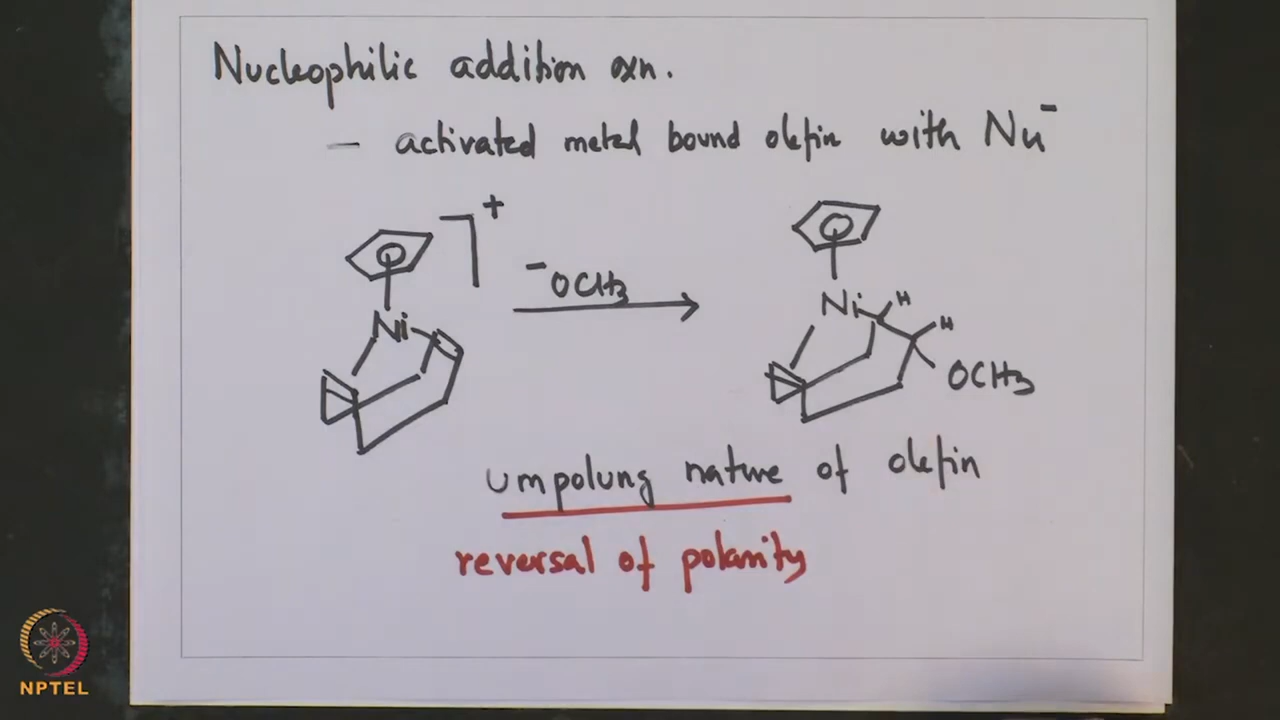 Nucleophilic addition rxn.
— activated metal bound olefin with Nu⁻
+
⁻OCH3
Ni
Ni
H
H
OCH3
umpolung nature of olefin
reversal of polarity
NPTEL